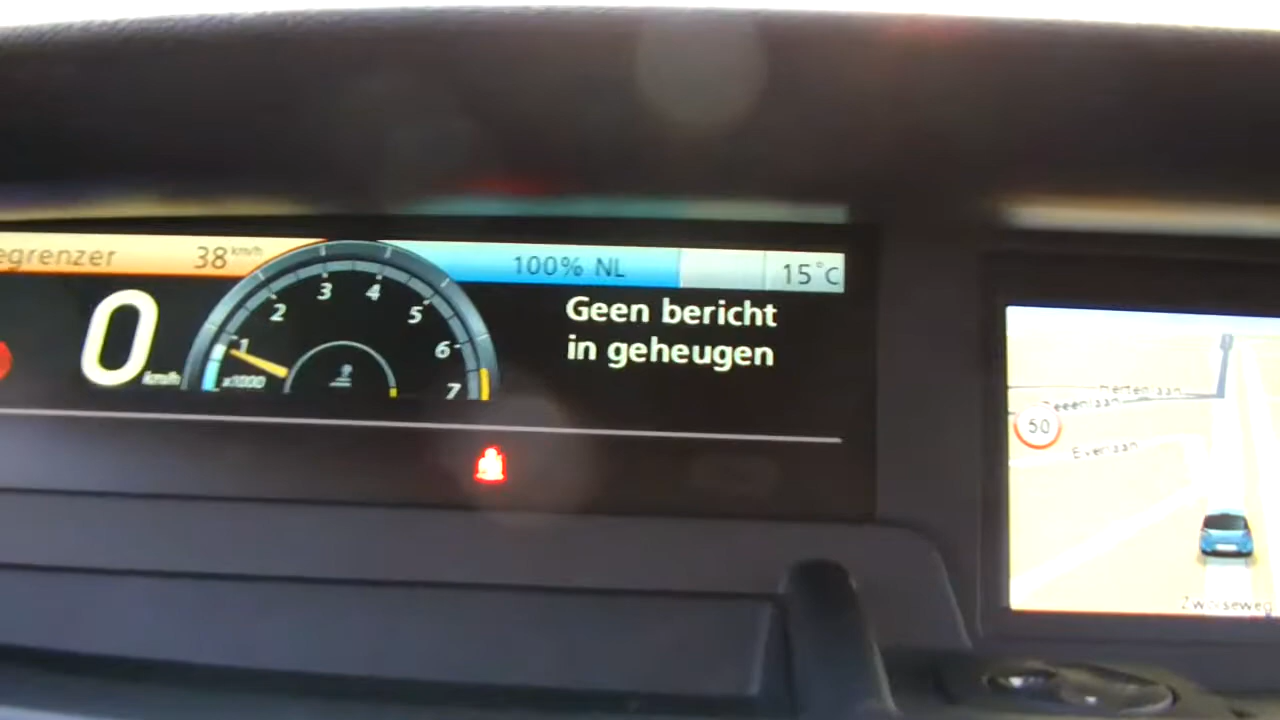 egrenzer 38 km/h
100% NL 15°C
0 km/h
1 2 3 4 5 6 7
x1000
Geen bericht
in geheugen
50